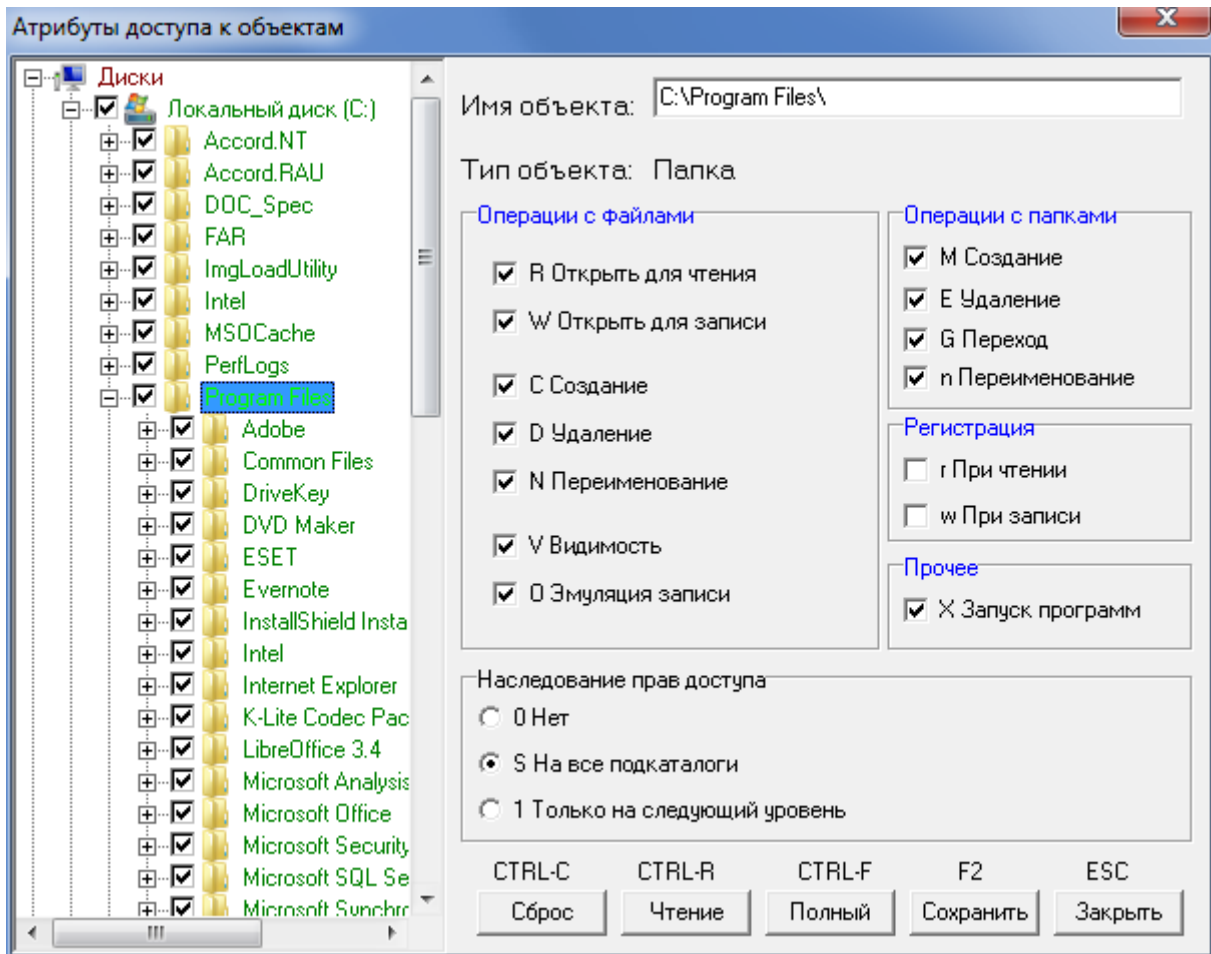 Атрибуты доступа к объектам
Диски
Локальный диск (C:)
Accord.NT
Accord.RAU
DOC_Spec
FAR
ImgLoadUtility
Intel
MSOCache
PerfLogs
Program Files
Adobe
Common Files
DriveKey
DVD Maker
ESET
Evernote
InstallShield Insta
Intel
Internet Explorer
K-Lite Codec Pac
LibreOffice 3.4
Microsoft Analysis
Microsoft Office
Microsoft Security
Microsoft SQL Se
Microsoft Synchro
Имя объекта: C:\Program Files\
Тип объекта: Папка
Операции с файлами
R Открыть для чтения
W Открыть для записи
C Создание
D Удаление
N Переименование
V Видимость
O Эмуляция записи
Операции с папками
M Создание
E Удаление
G Переход
n Переименование
Регистрация
r При чтении
w При записи
Прочее
X Запуск программ
Наследование прав доступа
0 Нет
S На все подкаталоги
1 Только на следующий уровень
CTRL-C CTRL-R CTRL-F F2 ESC
Сброс Чтение Полный Сохранить Закрыть